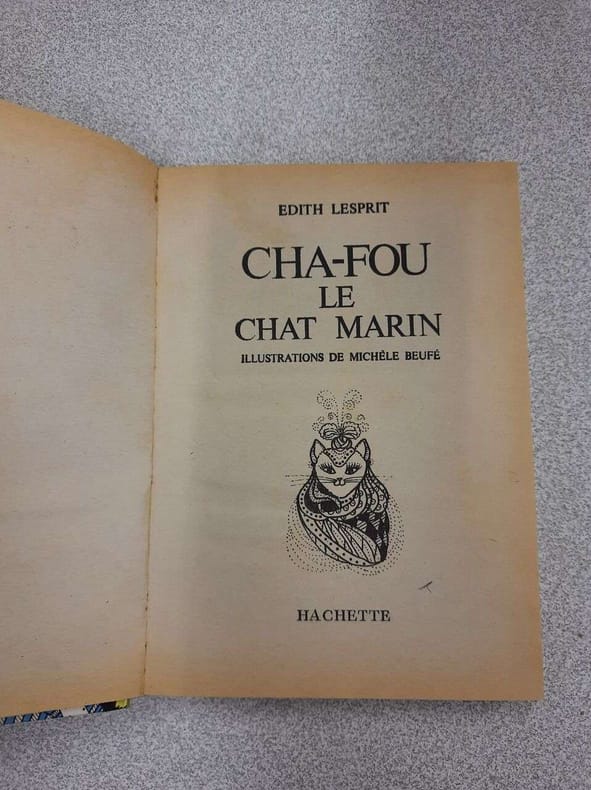 EDITH LESPRIT
CHA-FOU
LE
CHAT MARIN
ILLUSTRATIONS DE MICHÈLE BEUFÉ
HACHETTE